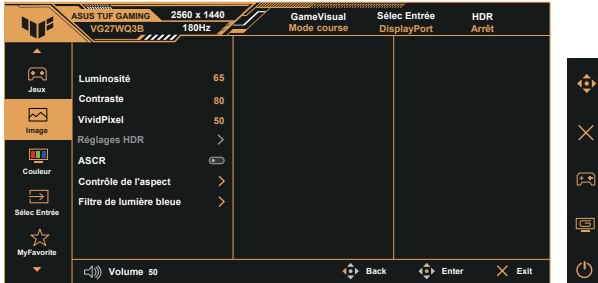 ASUS TUF GAMING 2560 x 1440 GameVisual Sélec Entrée HDR
VG27WQ3B 180Hz Mode course DisplayPort Arrêt
Jeux
Image
Couleur
Sélec Entrée
MyFavorite
Luminosité 65
Contraste 80
VividPixel 50
Réglages HDR
ASCR
Contrôle de l'aspect
Filtre de lumière bleue
Volume 50 Back Enter Exit